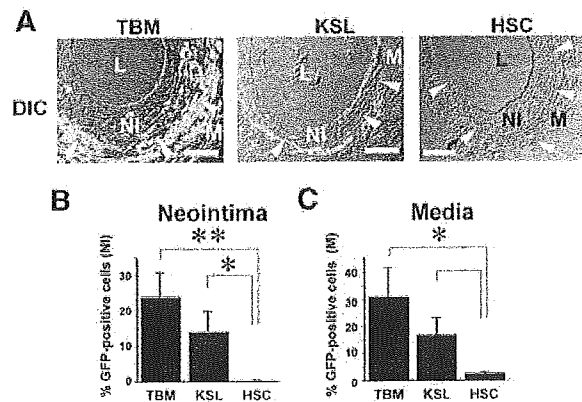 A
TBM KSL HSC
DIC
L L L
NI NI NI
M M M
B C
Neointima Media
** *
*
% GFP-positive cells (NI)
30
20
10
0
TBM KSL HSC
% GFP-positive cells (M)
40
30
20
10
0
TBM KSL HSC